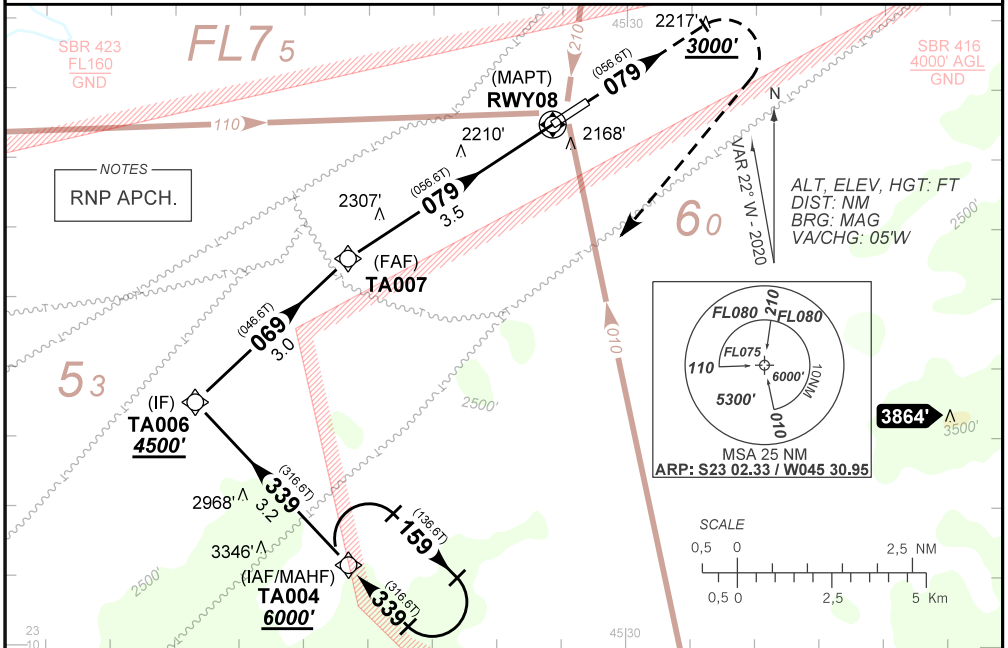 SBR 423
FL160
GND
FL7 5
45 30
2217'
3000'
210
(056.6T)
079
SBR 416
4000' AGL
GND
(MAPT)
RWY08
N
110
2210'
2168'
VAR 22° W - 2020
NOTES
RNP APCH.
(056.6T)
079
3.5
2307'
ALT, ELEV, HGT: FT
DIST: NM
BRG: MAG
VA/CHG: 05'W
2500'
6 0
(FAF)
TA007
(046.6T)
069
3.0
010
5 3
(IF)
TA006
4500'
2500'
FL080
210
FL080
FL075
110
6000'
10NM
5300'
010
MSA 25 NM
ARP: S23 02.33 / W045 30.95
3864'
3500'
(316.6T)
339
3.2
2968'
3346'
(136.6T)
159
(IAF/MAHF)
TA004
6000'
(316.6T)
339
2500'
SCALE
0,5 0 2,5 NM
0,5 0 2,5 5 Km
23
10
45 30